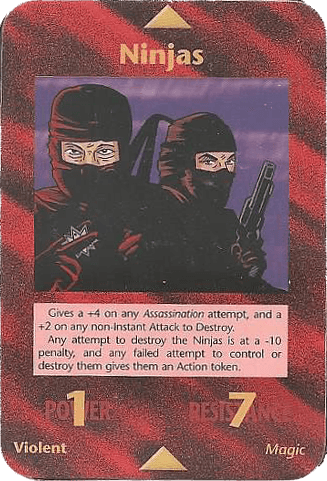 Ninjas
Gives a +4 on any Assassination attempt, and a
+2 on any non-Instant Attack to Destroy.
Any attempt to destroy the Ninjas is at a -10
penalty, and any failed attempt to control or
destroy them gives them an Action token.
POWER 1 RESISTANCE 7
Violent Magic